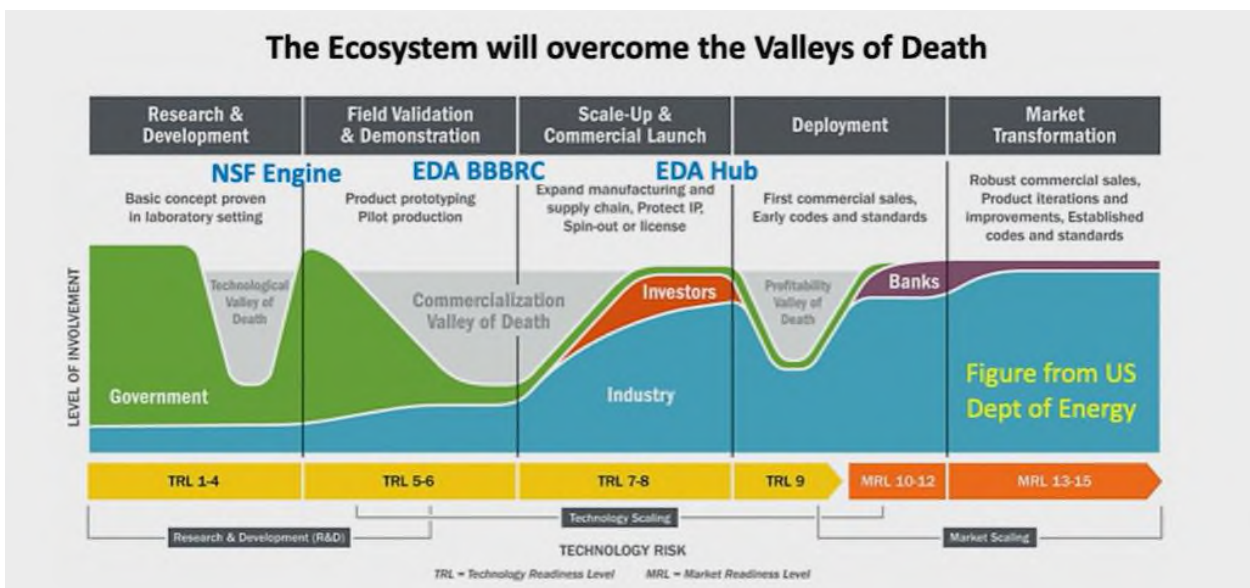 The Ecosystem will overcome the Valleys of Death
Research &
Development
Field Validation
& Demonstration
Scale-Up &
Commercial Launch
Deployment
Market
Transformation
NSF Engine
EDA BBBRC
EDA Hub
Basic concept proven
in laboratory setting
Product prototyping
Pilot production
Expand manufacturing and
supply chain, Protect IP,
Spin-out or license
First commercial sales,
Early codes and standards
Robust commercial sales,
Product iterations and
improvements, Established
codes and standards
LEVEL OF INVOLVEMENT
Technological
Valley of
Death
Commercialization
Valley of Death
Investors
Profitability
Valley of
Death
Banks
Government
Industry
Figure from US
Dept of Energy
TRL 1-4
TRL 5-6
TRL 7-8
TRL 9
MRL 10-12
MRL 13-15
Technology Scaling
Research & Development (R&D)
Market Scaling
TECHNOLOGY RISK
TRL = Technology Readiness Level
MRL = Market Readiness Level